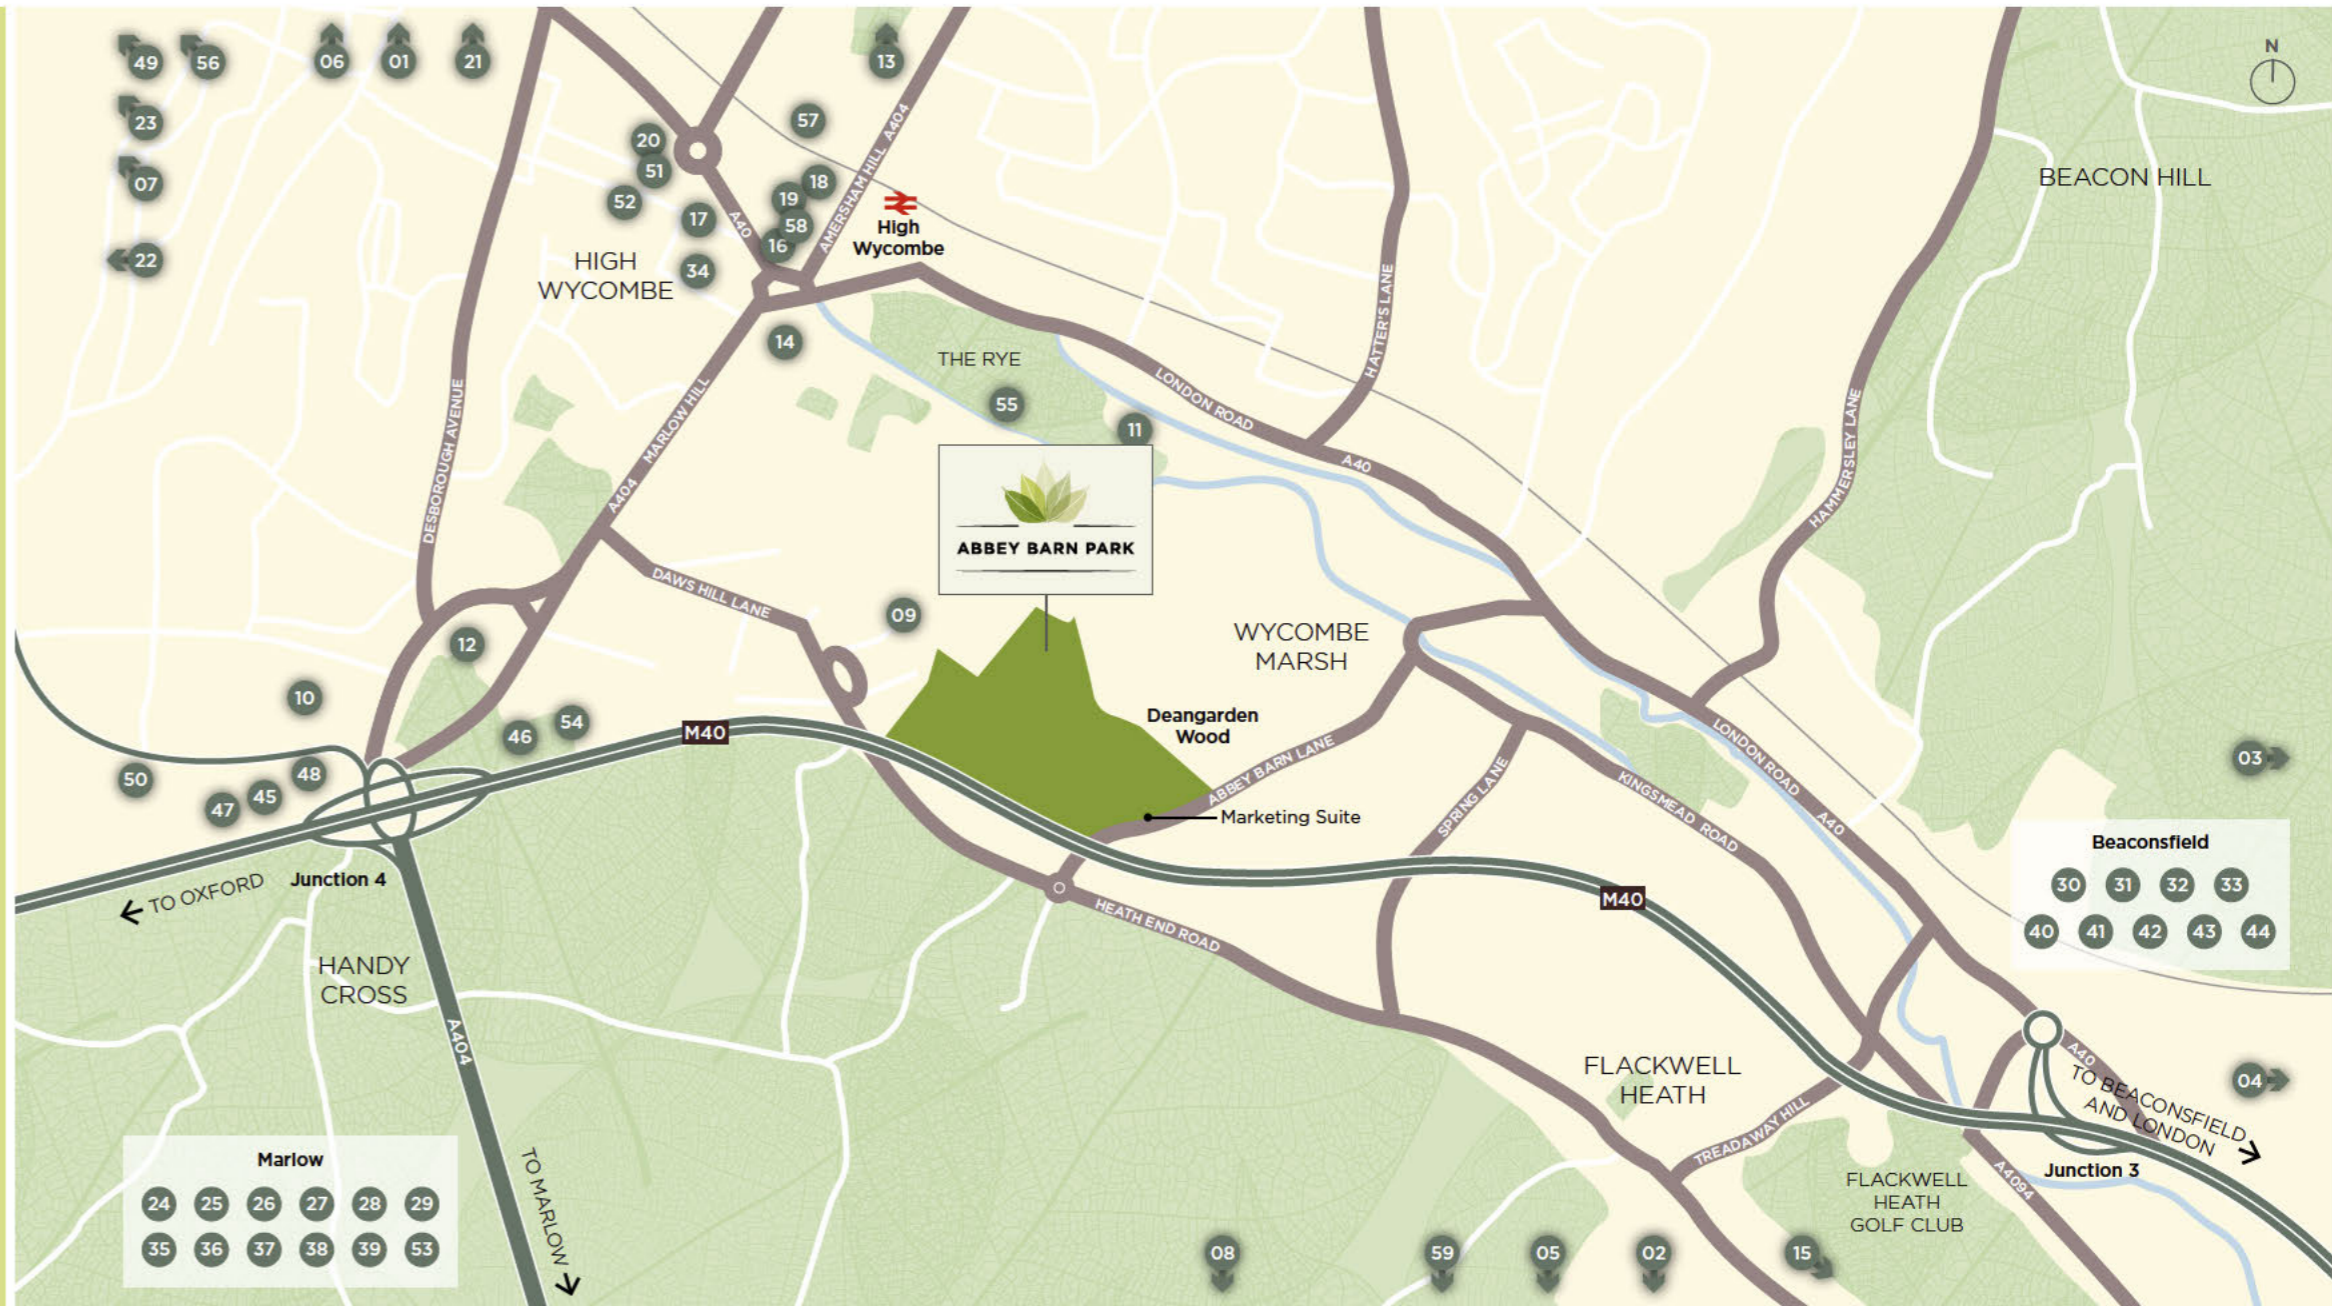 49
56
06
01
21
13
N
23
57
20
51
07
18
19
52
17
58
16
A40
AMERSHAM HILL A404
High
Wycombe
BEACON HILL
22
HIGH
WYCOMBE
34
14
THE RYE
55
11
HATTER'S LANE
LONDON ROAD
A40
DESBOROUGH AVENUE
A404 MARLOW HILL
HAMMERSLEY LANE
ABBEY BARN PARK
DAWS HILL LANE
09
12
WYCOMBE
MARSH
10
46
54
M40
Deangarden
Wood
ABBEY BARN LANE
Marketing Suite
SPRING LANE
KINGSMEAD ROAD
LONDON ROAD
A40
03
50
47
45
48
Junction 4
TO OXFORD
Beaconsfield
30 31 32 33
40 41 42 43 44
M40
HEATH END ROAD
HANDY
CROSS
A404
TO MARLOW
FLACKWELL
HEATH
TREADAWAY HILL
A40
TO BEACONSFIELD
AND LONDON
04
Junction 3
A4094
FLACKWELL
HEATH
GOLF CLUB
Marlow
24 25 26 27 28 29
35 36 37 38 39 53
08
59
05
02
15